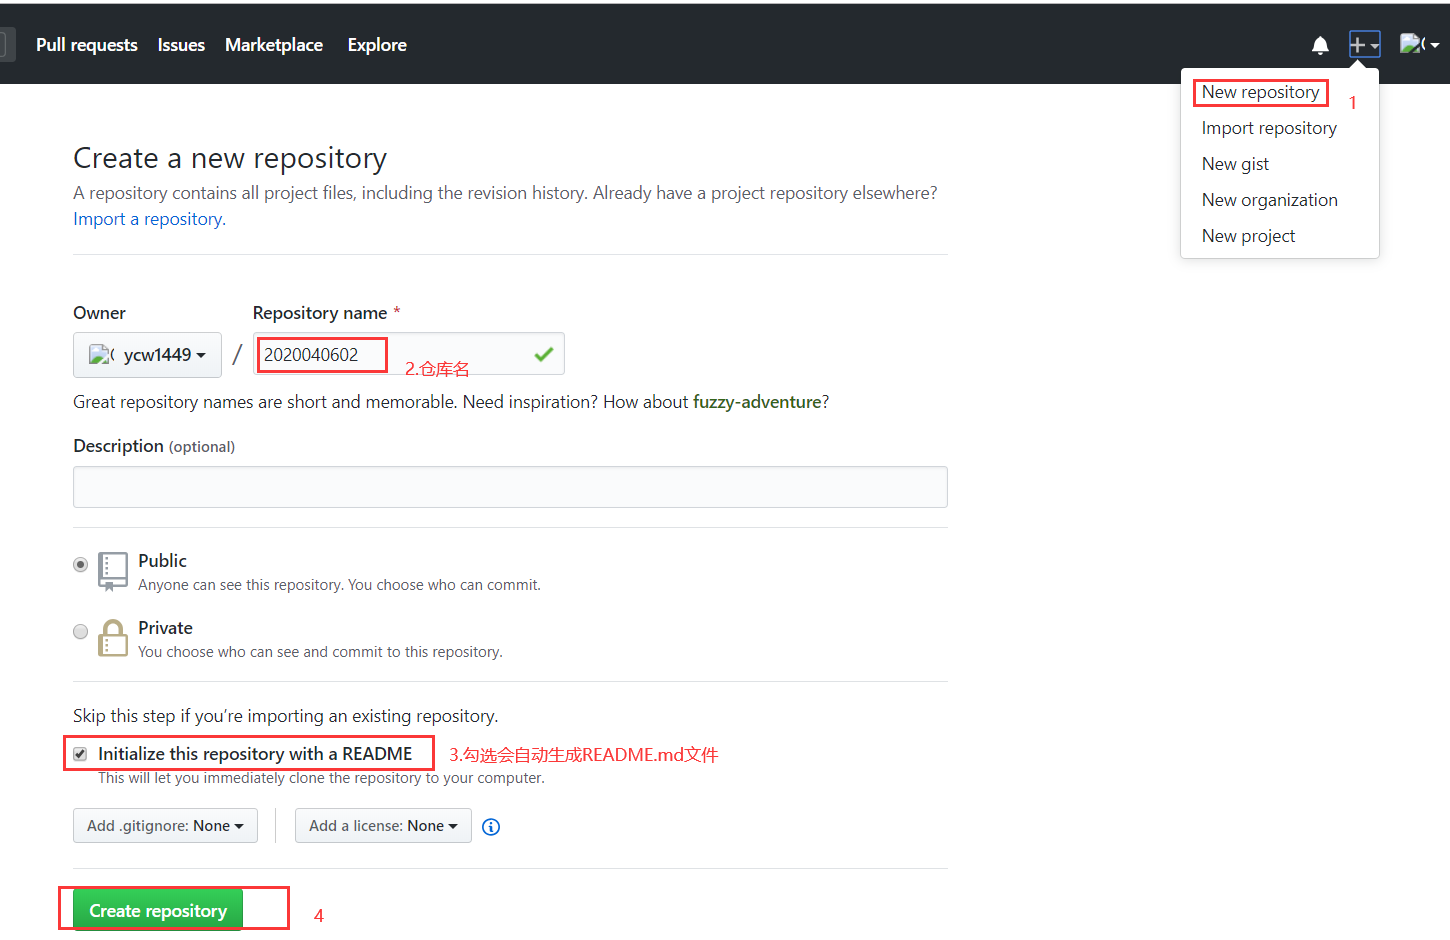 Pull requests Issues Marketplace Explore
New repository 1
Import repository
New gist
New organization
New project
Create a new repository
A repository contains all project files, including the revision history. Already have a project repository elsewhere?
Import a repository.
Owner Repository name *
ycw1449 / 2020040602 2.仓库名
Great repository names are short and memorable. Need inspiration? How about fuzzy-adventure?
Description (optional)
Public
Anyone can see this repository. You choose who can commit.
Private
You choose who can see and commit to this repository.
Skip this step if you’re importing an existing repository.
Initialize this repository with a README 3.勾选会自动生成README.md文件
This will let you immediately clone the repository to your computer.
Add .gitignore: None Add a license: None
Create repository 4